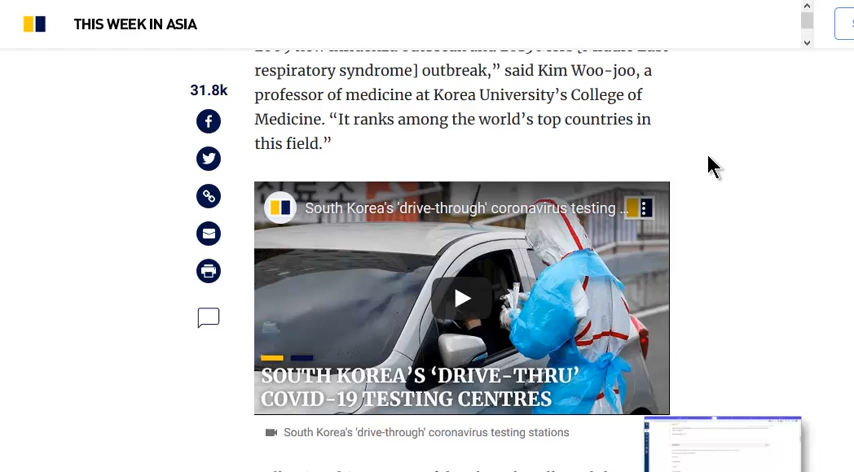 THIS WEEK IN ASIA
respiratory syndrome] outbreak,” said Kim Woo-joo, a
31.8k
professor of medicine at Korea University’s College of
Medicine. “It ranks among the world’s top countries in
this field.”
South Korea's 'drive-through' coronavirus testing ...
SOUTH KOREA’S ‘DRIVE-THRU’
COVID-19 TESTING CENTRES
South Korea's 'drive-through' coronavirus testing stations